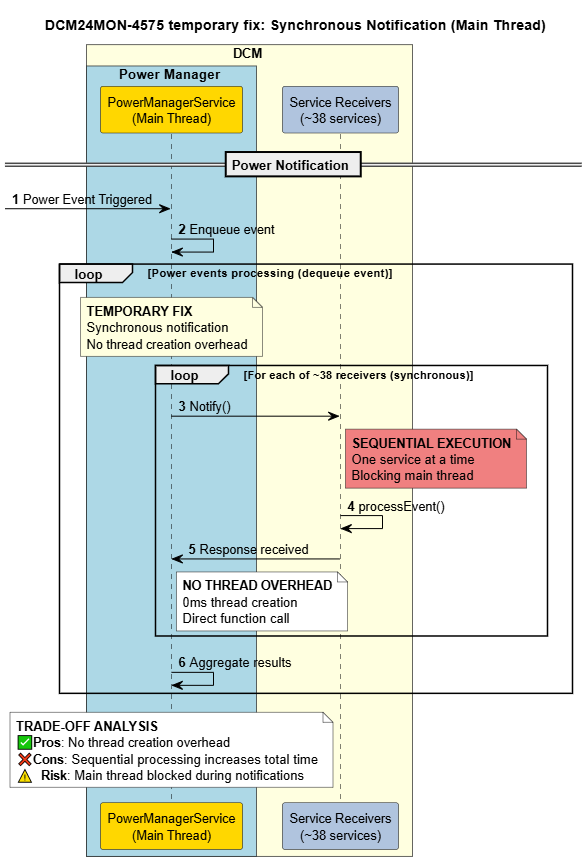 DCM24MON-4575 temporary fix: Synchronous Notification (Main Thread)
DCM
Power Manager
PowerManagerService
(Main Thread)
Service Receivers
(~38 services)
Power Notification
1 Power Event Triggered
2 Enqueue event
loop [Power events processing (dequeue event)]
TEMPORARY FIX
Synchronous notification
No thread creation overhead
loop [For each of ~38 receivers (synchronous)]
3 Notify()
SEQUENTIAL EXECUTION
One service at a time
Blocking main thread
4 processEvent()
5 Response received
NO THREAD OVERHEAD
0ms thread creation
Direct function call
6 Aggregate results
TRADE-OFF ANALYSIS
✅Pros: No thread creation overhead
❌Cons: Sequential processing increases total time
⚠ Risk: Main thread blocked during notifications
PowerManagerService
(Main Thread)
Service Receivers
(~38 services)